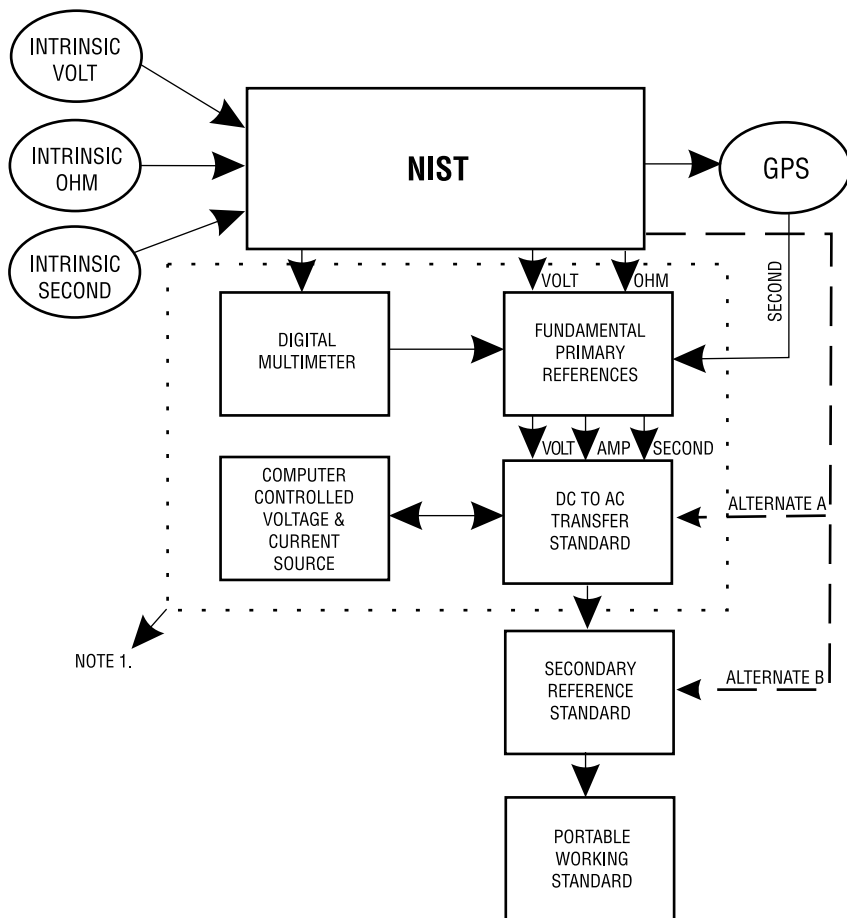 INTRINSIC
VOLT
INTRINSIC
OHM
INTRINSIC
SECOND
NIST
GPS
SECOND
VOLT
OHM
DIGITAL
MULTIMETER
FUNDAMENTAL
PRIMARY
REFERENCES
VOLT
AMP
SECOND
COMPUTER
CONTROLLED
VOLTAGE &
CURRENT
SOURCE
DC TO AC
TRANSFER
STANDARD
ALTERNATE A
NOTE 1.
SECONDARY
REFERENCE
STANDARD
ALTERNATE B
PORTABLE
WORKING
STANDARD